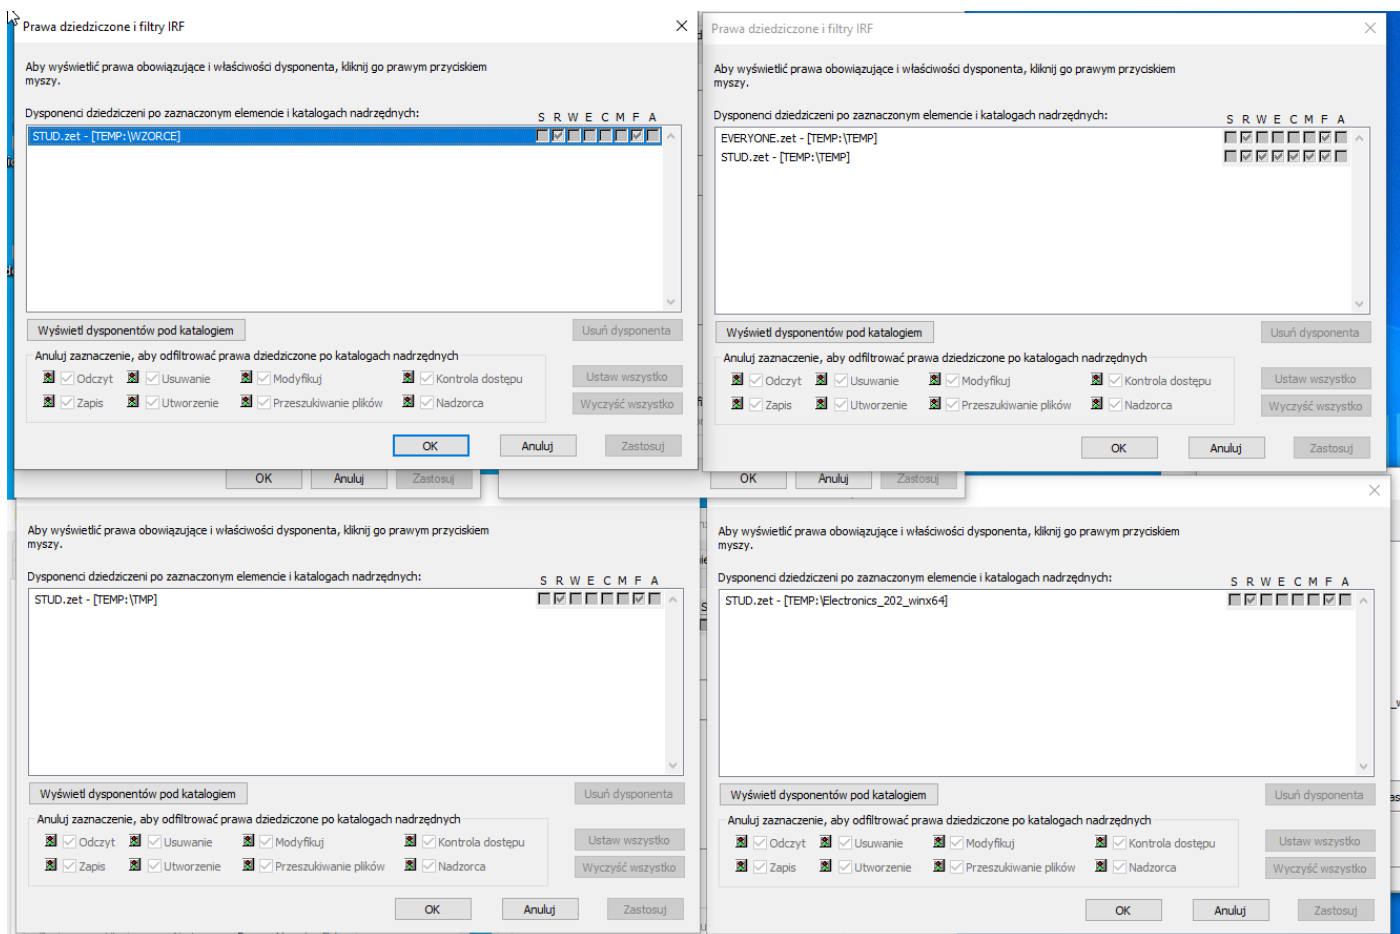 Prawa dziedziczone i filtry IRF
Aby wyświetlić prawa obowiązujące i właściwości dysponenta, kliknij go prawym przyciskiem
myszy.
Dysponenci dziedziczeni po zaznaczonym elemencie i katalogach nadrzędnych:
S R W E C M F A
STUD.zet - [TEMP:\WZORCE]
Wyświetl dysponentów pod katalogiem
Usuń dysponenta
Anuluj zaznaczenie, aby odfiltrować prawa dziedziczone po katalogach nadrzędnych
Odczyt Usuwanie Modyfikuj Kontrola dostępu
Ustaw wszystko
Zapis Utworzenie Przeszukiwanie plików Nadzorca
Wyczyść wszystko
OK Anuluj Zastosuj
Prawa dziedziczone i filtry IRF
Aby wyświetlić prawa obowiązujące i właściwości dysponenta, kliknij go prawym przyciskiem
myszy.
Dysponenci dziedziczeni po zaznaczonym elemencie i katalogach nadrzędnych:
S R W E C M F A
EVERYONE.zet - [TEMP:\TEMP]
STUD.zet - [TEMP:\TEMP]
Wyświetl dysponentów pod katalogiem
Usuń dysponenta
Anuluj zaznaczenie, aby odfiltrować prawa dziedziczone po katalogach nadrzędnych
Odczyt Usuwanie Modyfikuj Kontrola dostępu
Ustaw wszystko
Zapis Utworzenie Przeszukiwanie plików Nadzorca
Wyczyść wszystko
OK Anuluj Zastosuj
OK Anuluj Zastosuj
OK Anuluj Zastosuj
Aby wyświetlić prawa obowiązujące i właściwości dysponenta, kliknij go prawym przyciskiem
myszy.
Dysponenci dziedziczeni po zaznaczonym elemencie i katalogach nadrzędnych:
S R W E C M F A
STUD.zet - [TEMP:\TMP]
Wyświetl dysponentów pod katalogiem
Usuń dysponenta
Anuluj zaznaczenie, aby odfiltrować prawa dziedziczone po katalogach nadrzędnych
Odczyt Usuwanie Modyfikuj Kontrola dostępu
Ustaw wszystko
Zapis Utworzenie Przeszukiwanie plików Nadzorca
Wyczyść wszystko
OK Anuluj Zastosuj
Aby wyświetlić prawa obowiązujące i właściwości dysponenta, kliknij go prawym przyciskiem
myszy.
Dysponenci dziedziczeni po zaznaczonym elemencie i katalogach nadrzędnych:
S R W E C M F A
STUD.zet - [TEMP:\Electronics_202_winx64]
Wyświetl dysponentów pod katalogiem
Usuń dysponenta
Anuluj zaznaczenie, aby odfiltrować prawa dziedziczone po katalogach nadrzędnych
Odczyt Usuwanie Modyfikuj Kontrola dostępu
Ustaw wszystko
Zapis Utworzenie Przeszukiwanie plików Nadzorca
Wyczyść wszystko
OK Anuluj Zastosuj